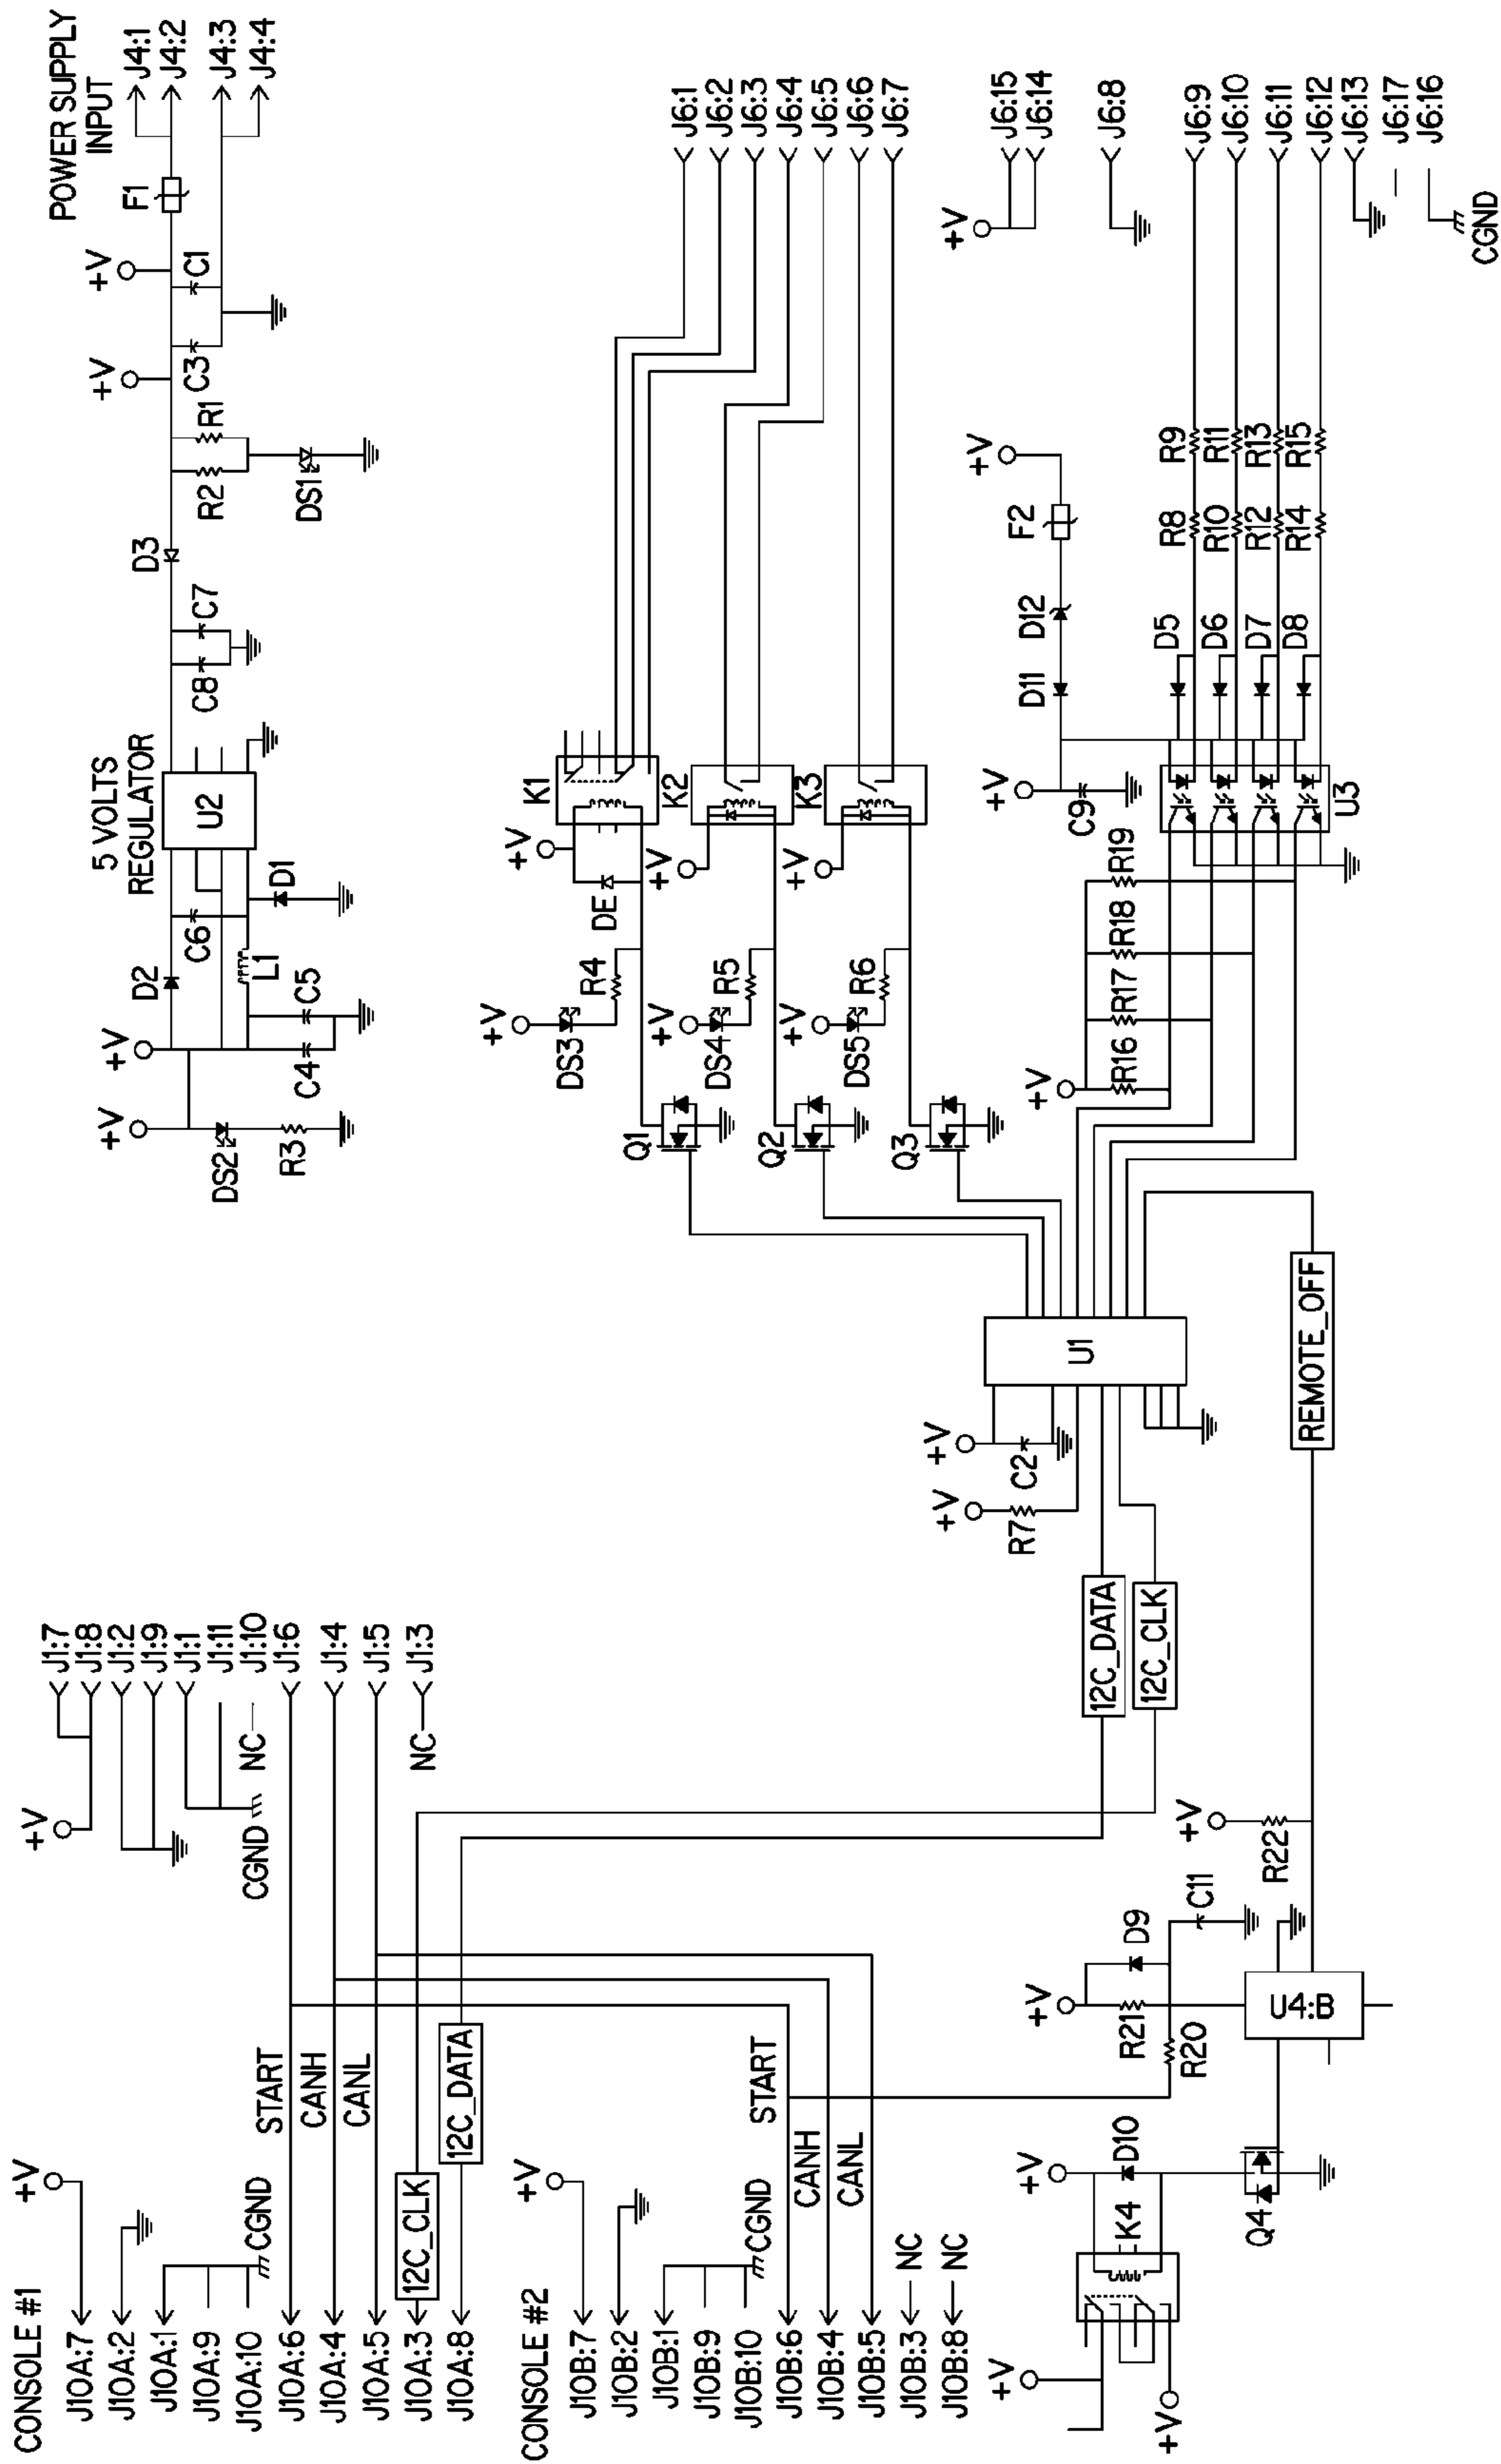 CONSOLE #1
+V
J10A:7
J10A:2
J10A:1
J10A:9
J10A:10
CGND
J10A:6
START
J10A:4
CANH
J10A:5
CANL
J10A:3
12C_CLK
J10A:8
12C_DATA
+V
J1:7
J1:8
J1:2
J1:9
J1:1
J1:11
CGND
NC
J1:10
J1:6
J1:4
J1:5
NC
J1:3
CONSOLE #2
+V
J10B:7
J10B:2
J10B:1
J10B:9
J10B:10
CGND
J10B:6
START
J10B:4
CANH
J10B:5
CANL
J10B:3
NC
J10B:8
NC
+V
+V
K4
+V
D10
Q4
+V
R21
D9
R20
C11
U4:B
+V
R22
REMOTE_OFF
12C_DATA
12C_CLK
+V
R7
+V
C2
U1
+V
+V
DS2
R3
D2
C4
C5
C6
L1
D1
5 VOLTS
REGULATOR
U2
C8
C7
D3
R2
R1
DS1
+V
C3
+V
C1
F1
POWER SUPPLY
INPUT
J4:1
J4:2
J4:3
J4:4
+V
DS3
R4
DE
+V
K1
Q1
+V
DS4
R5
+V
K2
Q2
+V
DS5
R6
+V
K3
Q3
J6:1
J6:2
J6:3
J6:4
J6:5
J6:6
J6:7
+V
R16
R17
R18
R19
+V
C9
D11
D12
F2
+V
U3
D5
D6
D7
D8
R8
R9
R10
R11
R12
R13
R14
R15
+V
J6:15
J6:14
J6:8
J6:9
J6:10
J6:11
J6:12
J6:13
J6:17
J6:16
CGND